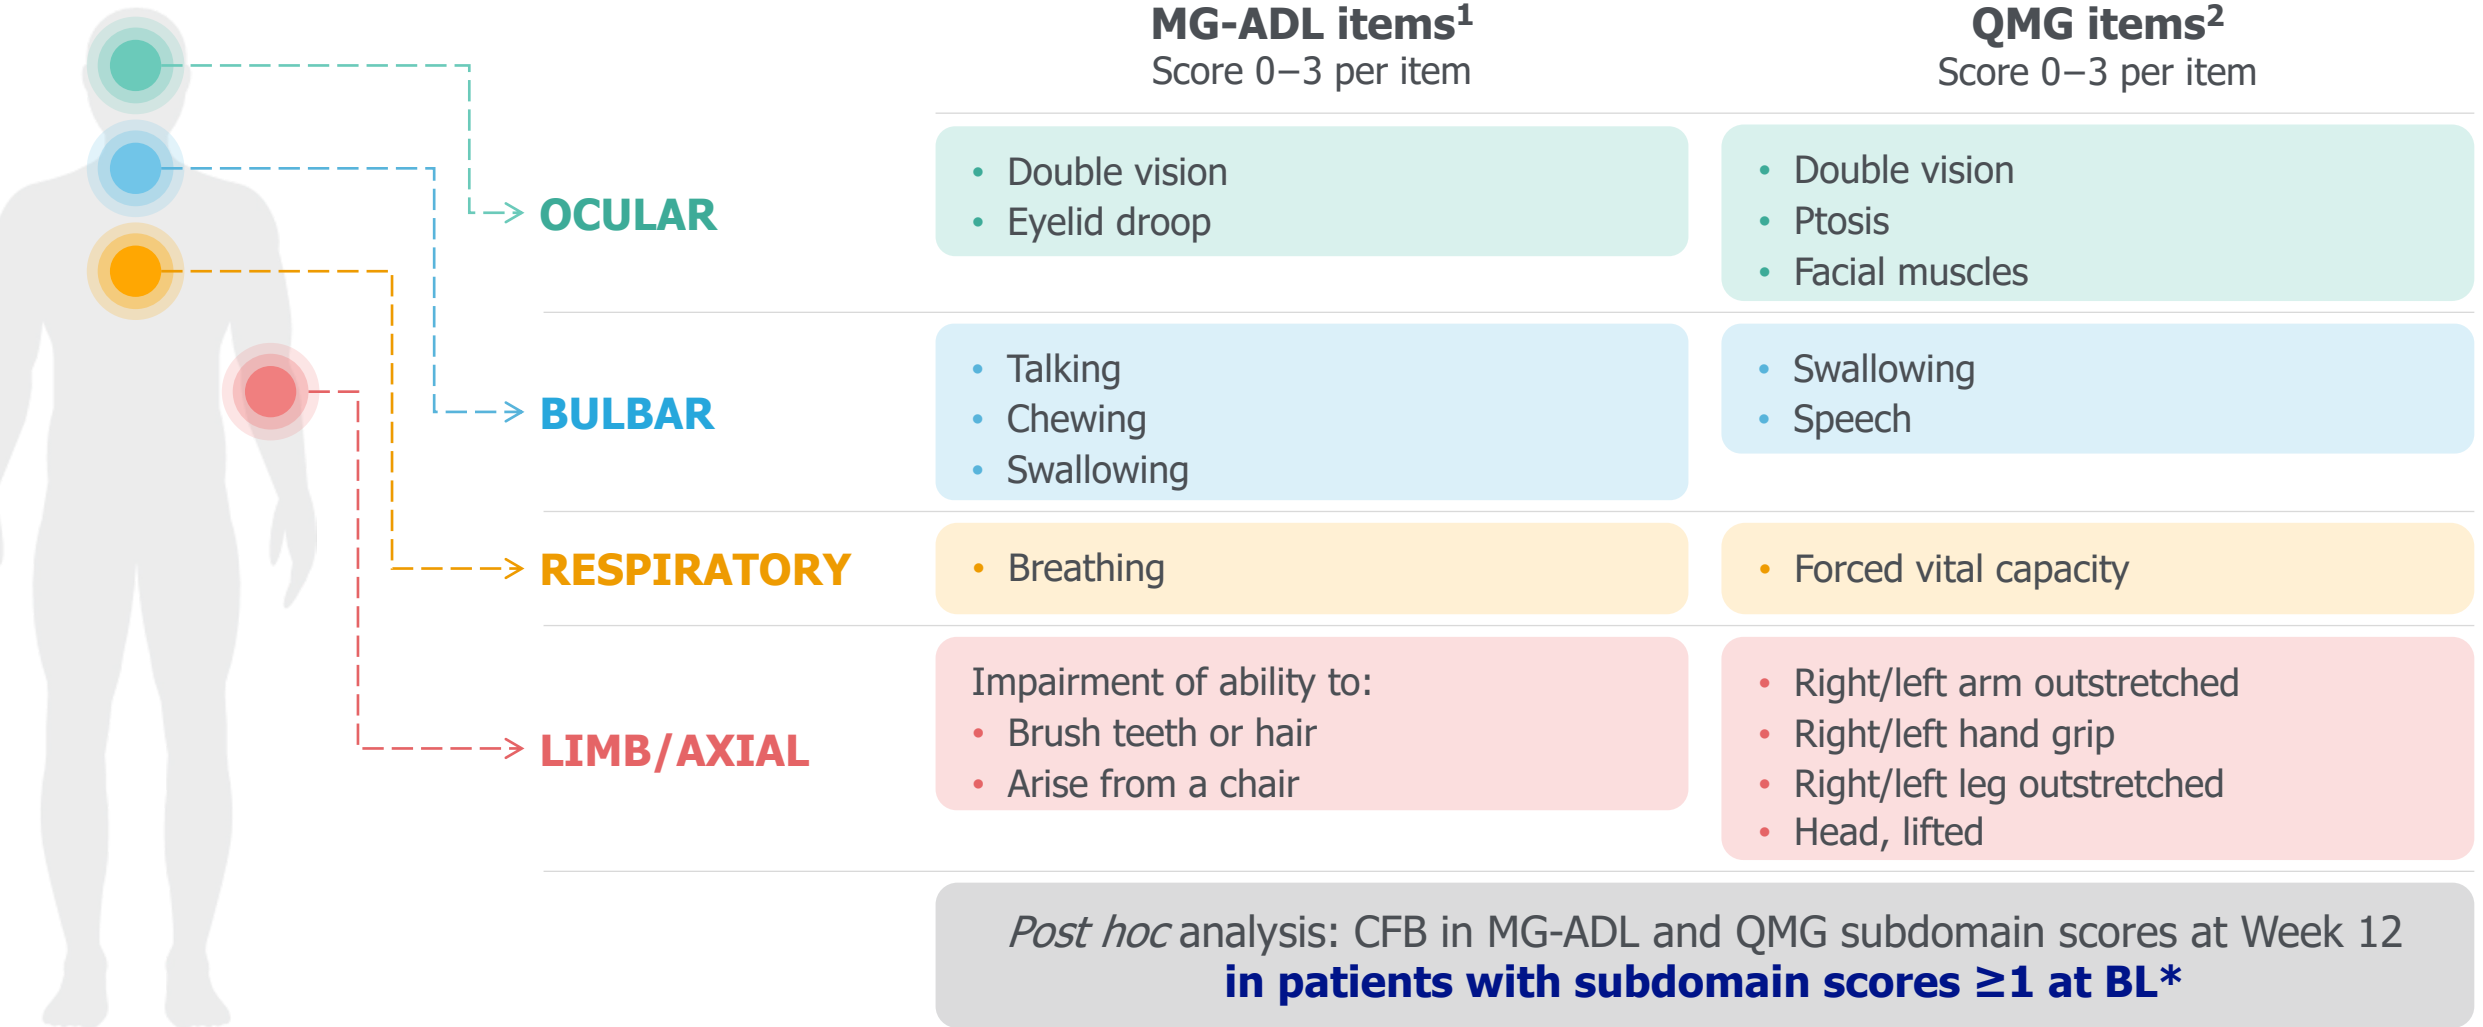 MG-ADL items¹
Score 0–3 per item
QMG items²
Score 0–3 per item
OCULAR
• Double vision
• Eyelid droop
• Double vision
• Ptosis
• Facial muscles
BULBAR
• Talking
• Chewing
• Swallowing
• Swallowing
• Speech
RESPIRATORY
• Breathing
• Forced vital capacity
LIMB/AXIAL
Impairment of ability to:
• Brush teeth or hair
• Arise from a chair
• Right/left arm outstretched
• Right/left hand grip
• Right/left leg outstretched
• Head, lifted
Post hoc analysis: CFB in MG-ADL and QMG subdomain scores at Week 12
in patients with subdomain scores ≥1 at BL*